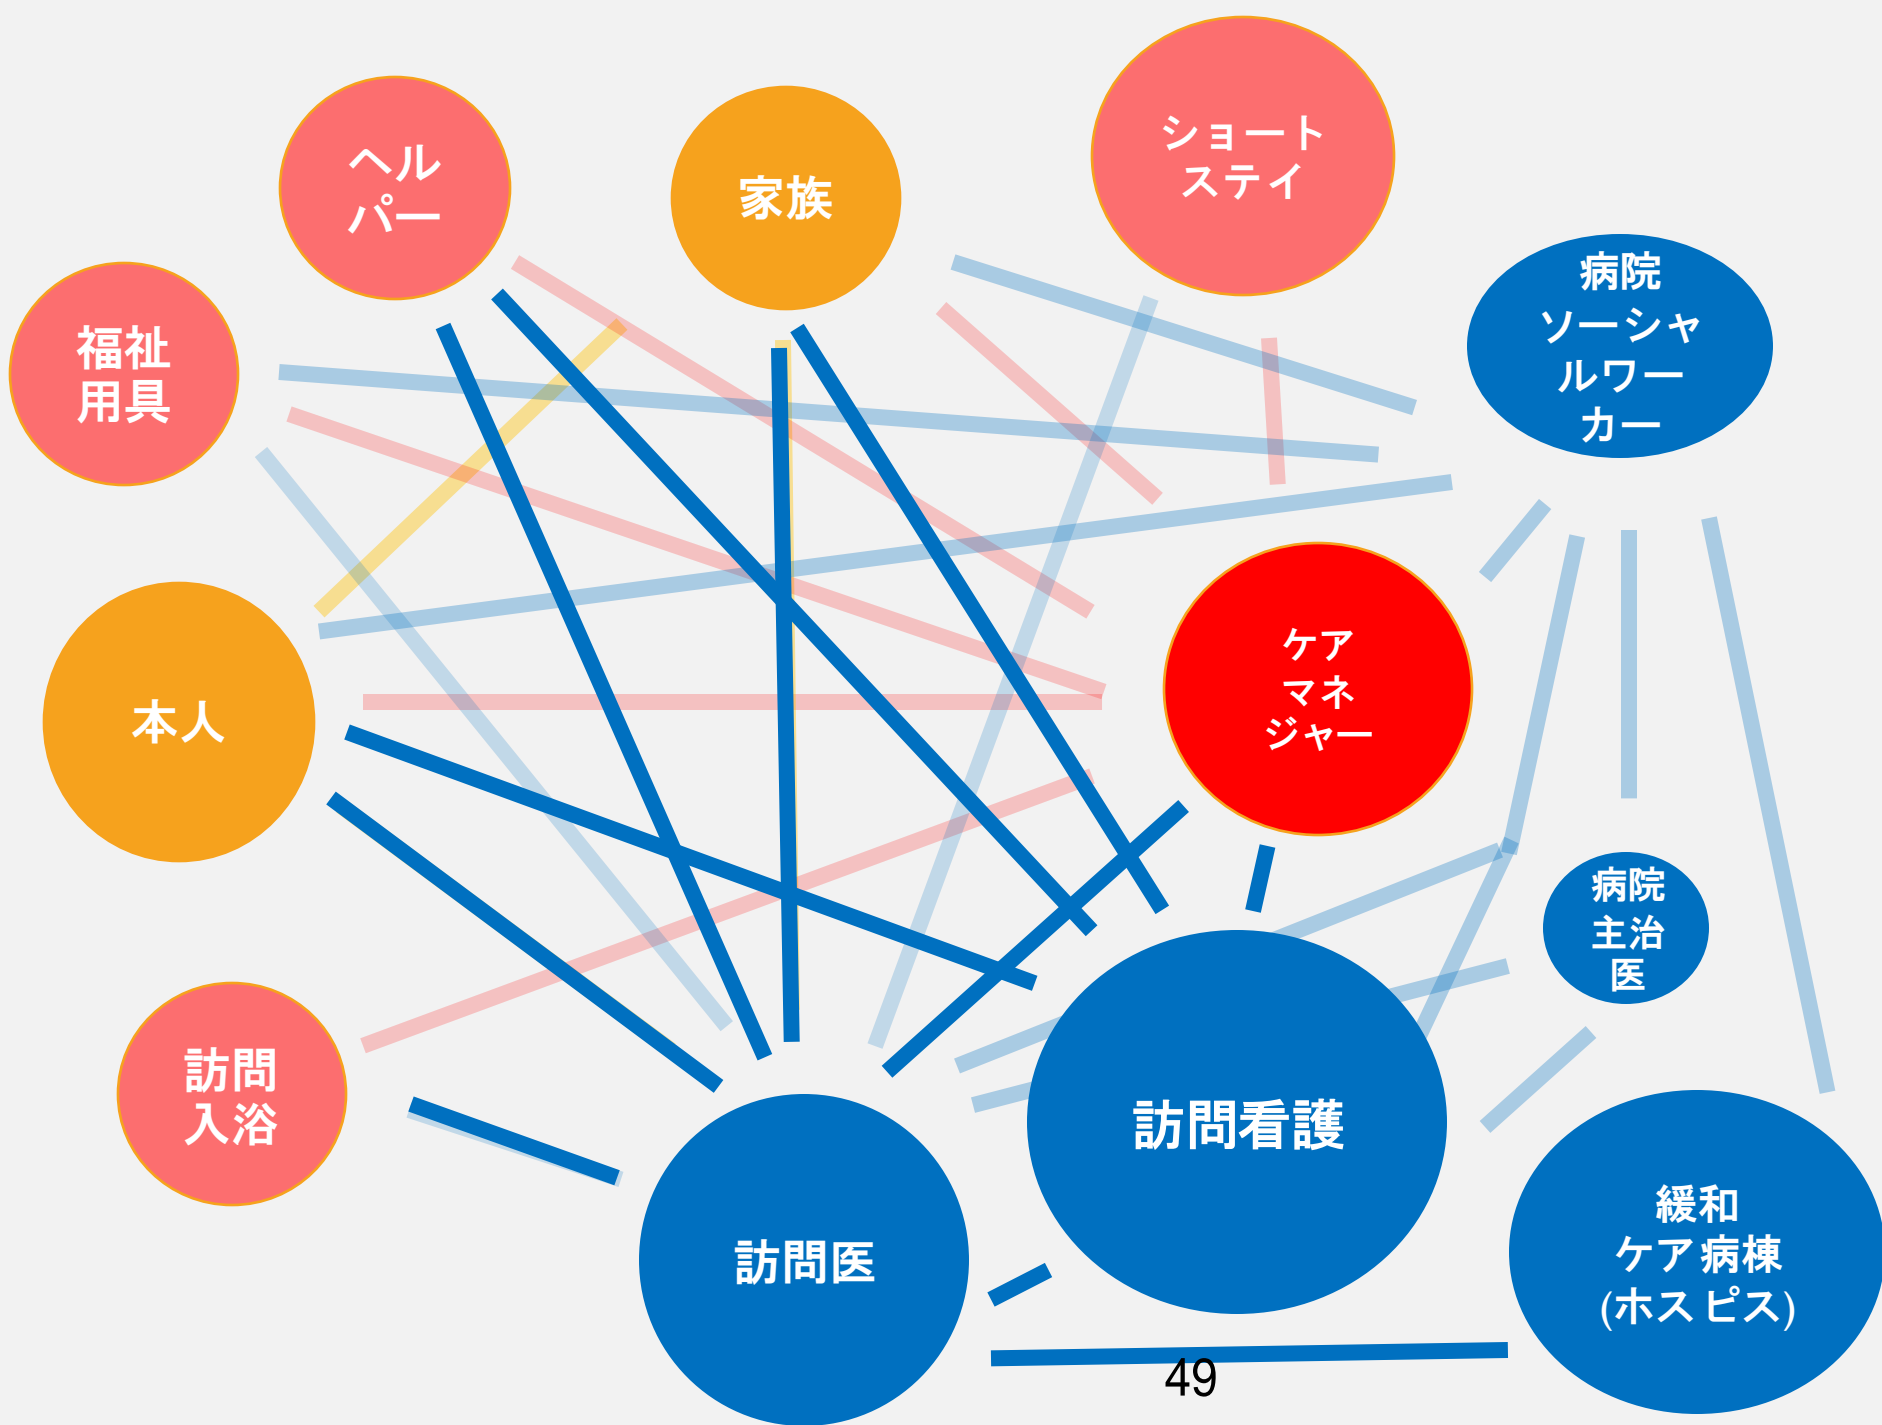 ヘル
パー
家族
ショート
ステイ
病院
ソーシャ
ルワー
カー
福祉
用具
本人
ケア
マネ
ジャー
病院
主治
医
訪問
入浴
訪問看護
訪問医
緩和
ケア病棟
(ホスピス)
49